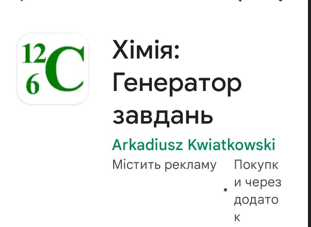 12
6 C
Хімія:
Генератор
завдань
Arkadiusz Kwiatkowski
Містить рекламу
Покупк
и через
• додато
к